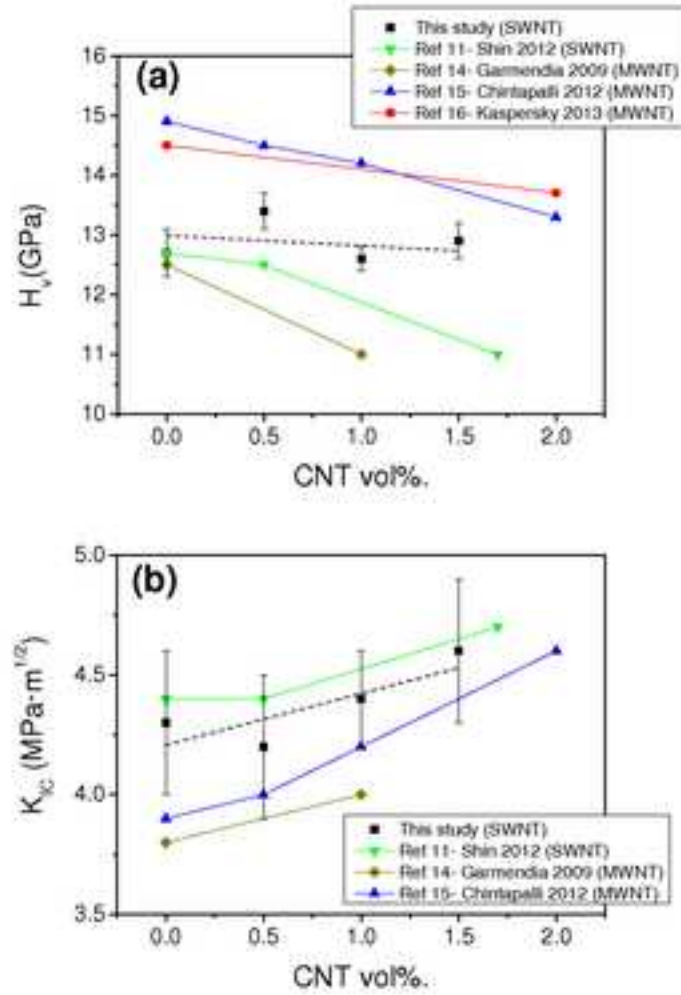 This study (SWNT)
Ref 11- Shin 2012 (SWNT)
Ref 14- Garmendia 2009 (MWNT)
Ref 15- Chintapalli 2012 (MWNT)
Ref 16- Kaspersky 2013 (MWNT)
(a)
16
15
14
13
12
11
10
Hv(GPa)
0.0 0.5 1.0 1.5 2.0
CNT vol%.
(b)
5.0
4.5
4.0
3.5
KIC (MPa·m1/2)
This study (SWNT)
Ref 11- Shin 2012 (SWNT)
Ref 14- Garmendia 2009 (MWNT)
Ref 15- Chintapalli 2012 (MWNT)
0.0 0.5 1.0 1.5 2.0
CNT vol%.